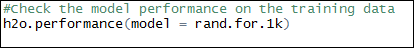 #Check the model performance on the training data
h2o.performance(model = rand.for.1k)